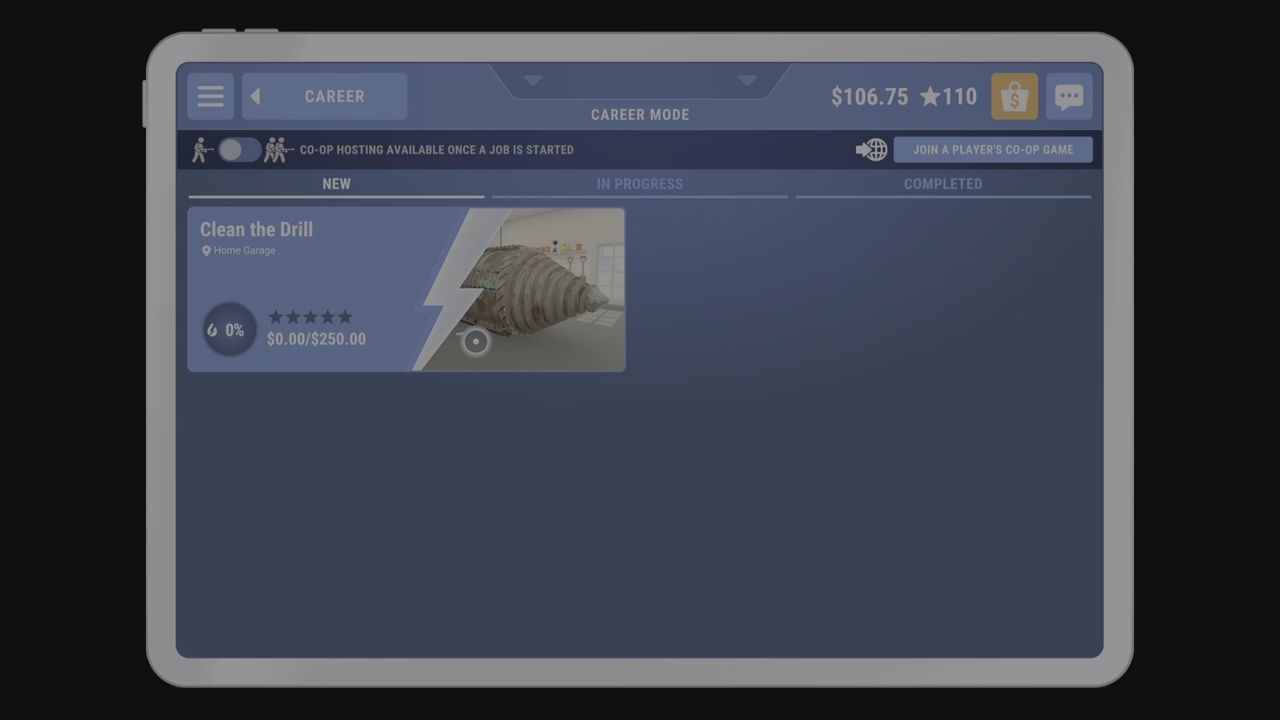 CAREER
CAREER MODE
$106.75 ★110
CO-OP HOSTING AVAILABLE ONCE A JOB IS STARTED
JOIN A PLAYER'S CO-OP GAME
NEW
IN PROGRESS
COMPLETED
Clean the Drill
Home Garage
0%
$0.00/$250.00